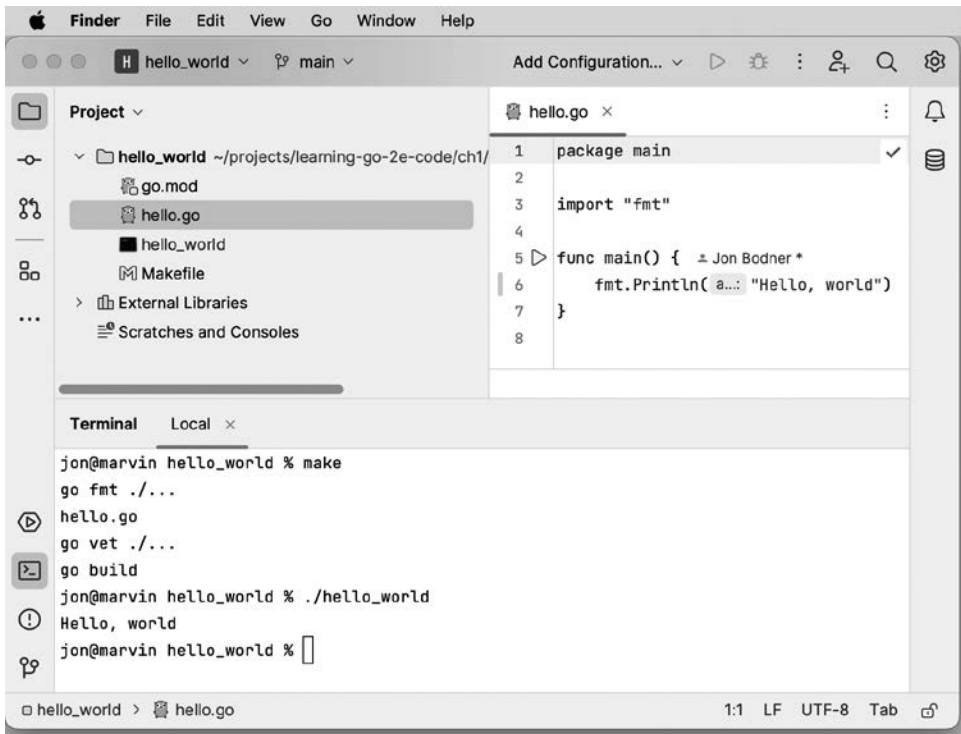 Finder File Edit View Go Window Help
H hello_world main Add Configuration...
Project
hello_world ~/projects/learning-go-2e-code/ch1/
go.mod
hello.go
hello_world
Makefile
External Libraries
Scratches and Consoles
hello.go ×
1 package main
2
3 import "fmt"
4
5 func main() { Jon Bodner *
6 fmt.Println( a...: "Hello, world")
7 }
8
Terminal Local ×
jon@marvin hello_world % make
go fmt ./...
hello.go
go vet ./...
go build
jon@marvin hello_world % ./hello_world
Hello, world
jon@marvin hello_world %
hello_world > hello.go 1:1 LF UTF-8 Tab